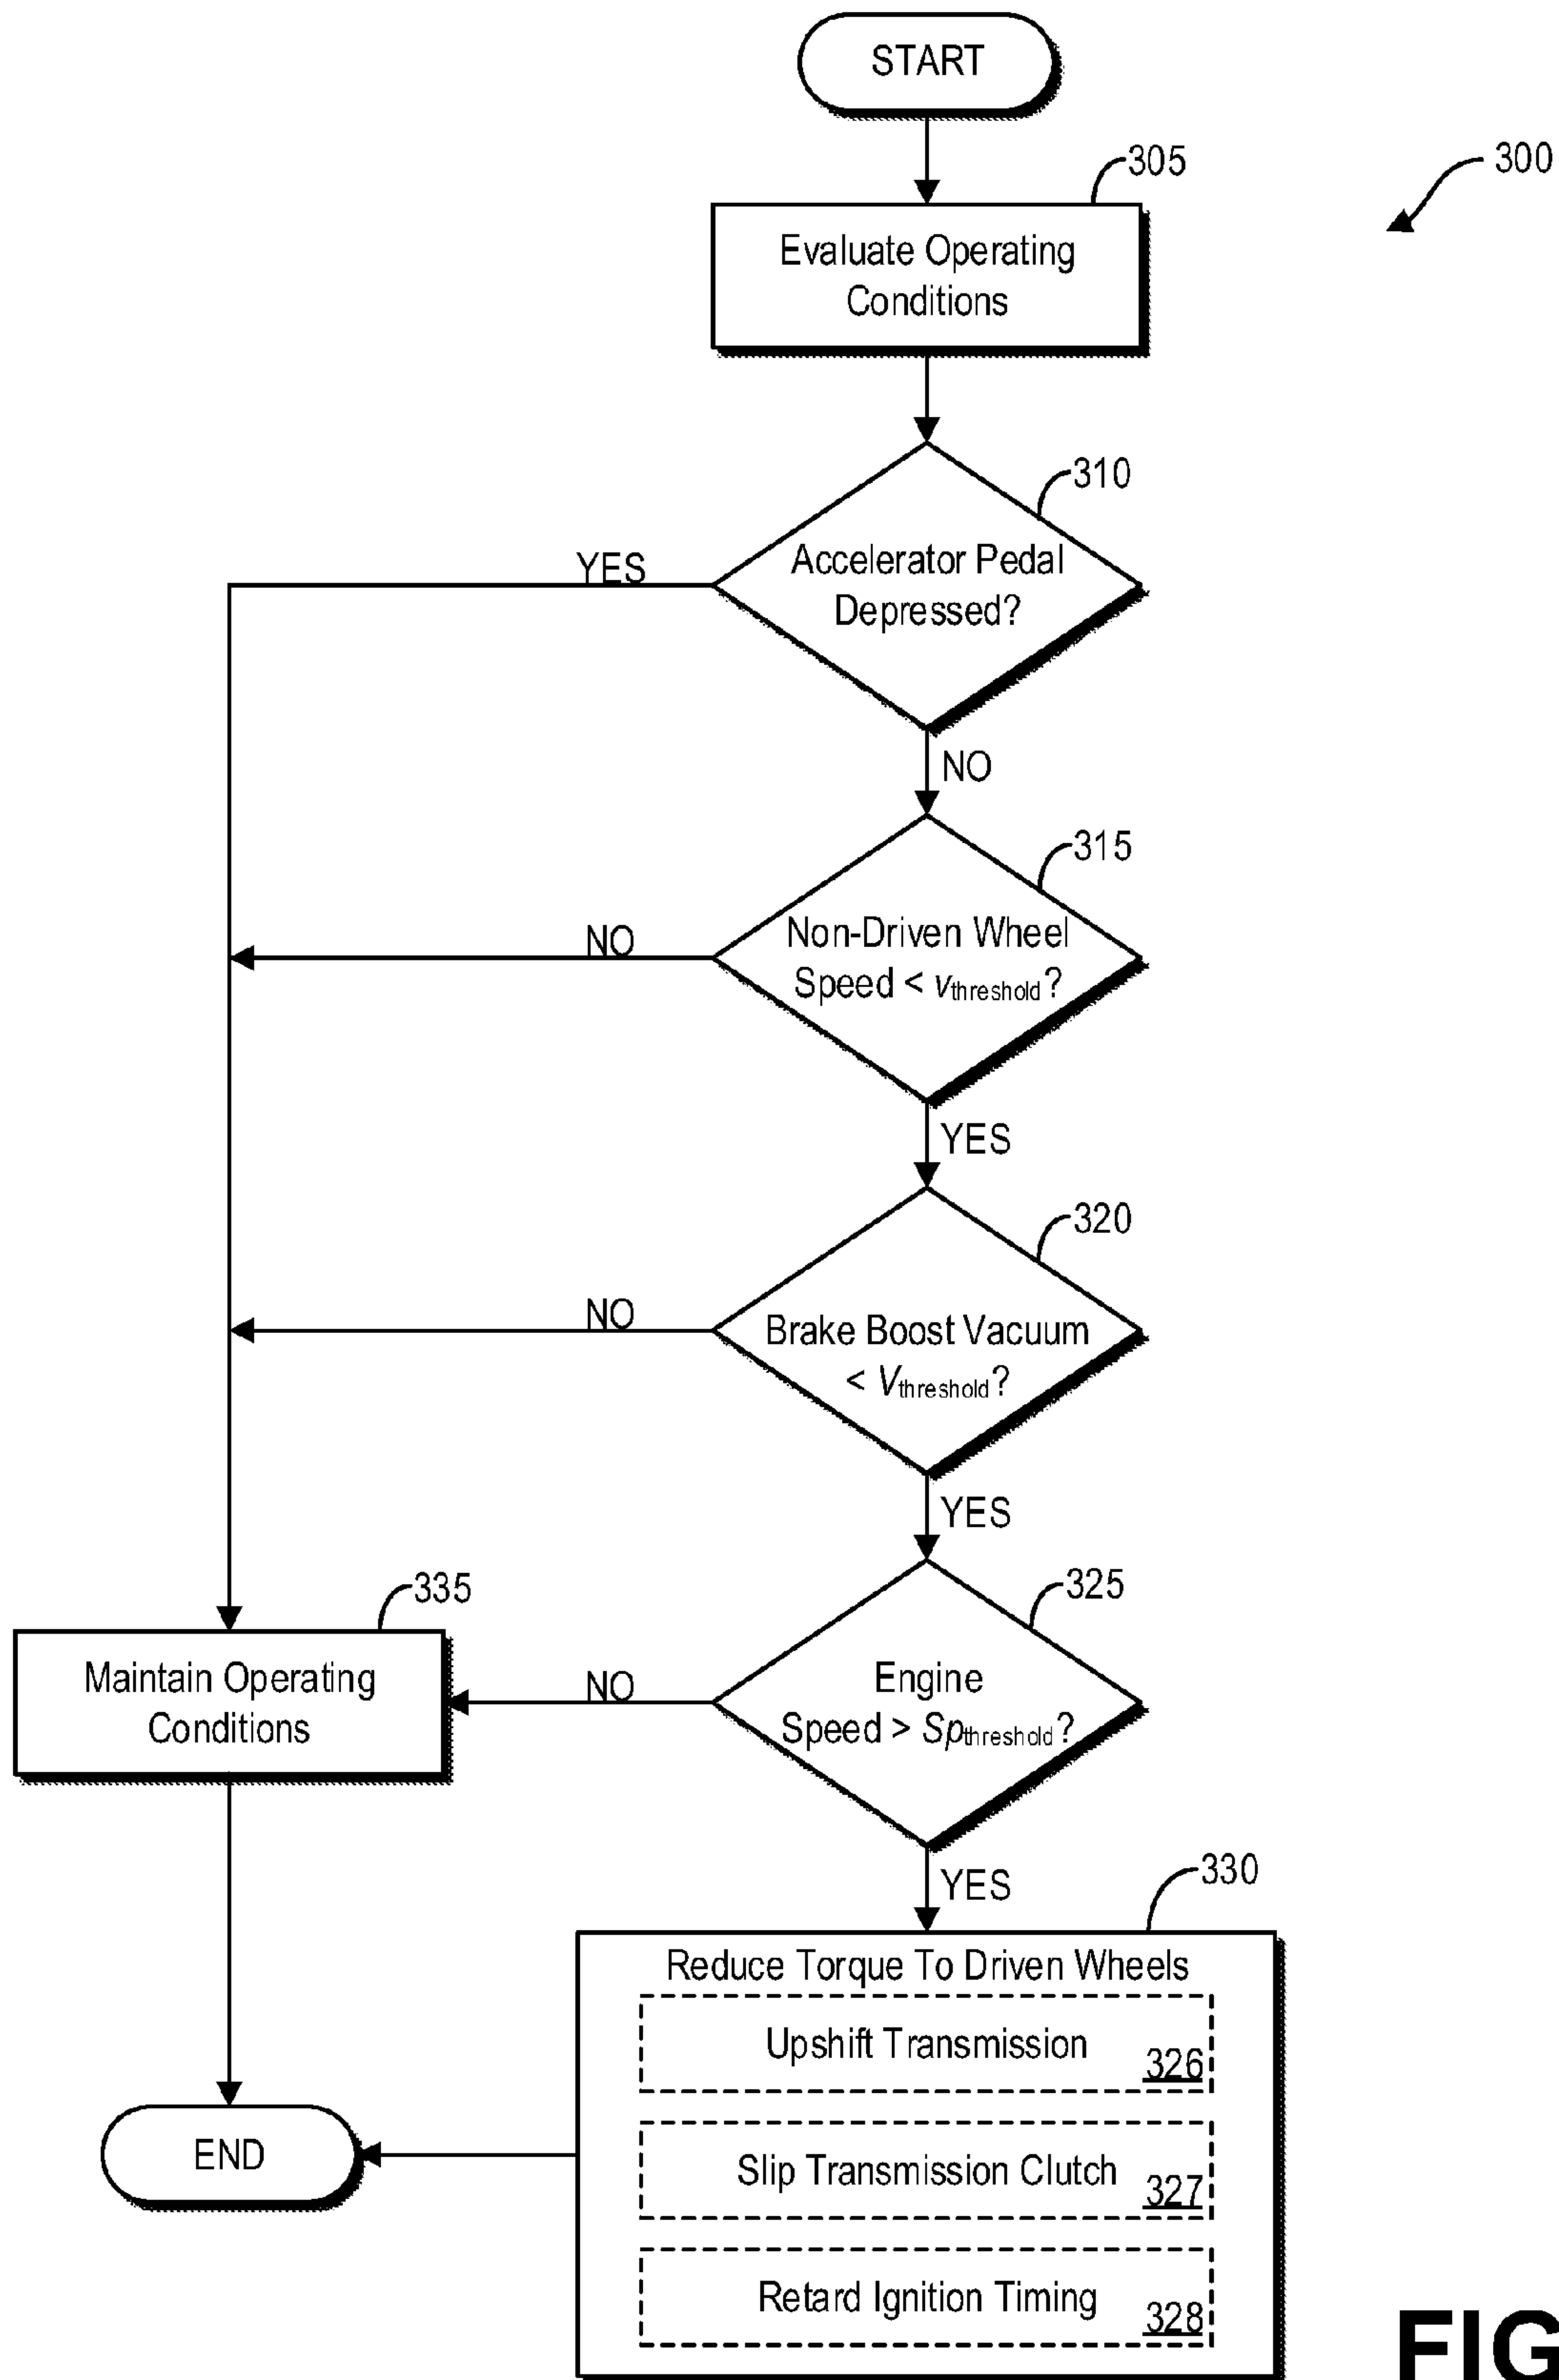 START
305
300
Evaluate Operating
Conditions
310
Accelerator Pedal
Depressed?
YES
NO
315
Non-Driven Wheel
Speed < vthreshold?
NO
YES
320
Brake Boost Vacuum
< Vthreshold?
NO
YES
325
Engine
Speed > Spthreshold?
NO
335
Maintain Operating
Conditions
YES
330
Reduce Torque To Driven Wheels
Upshift Transmission 326
Slip Transmission Clutch 327
Retard Ignition Timing 328
END
FIG